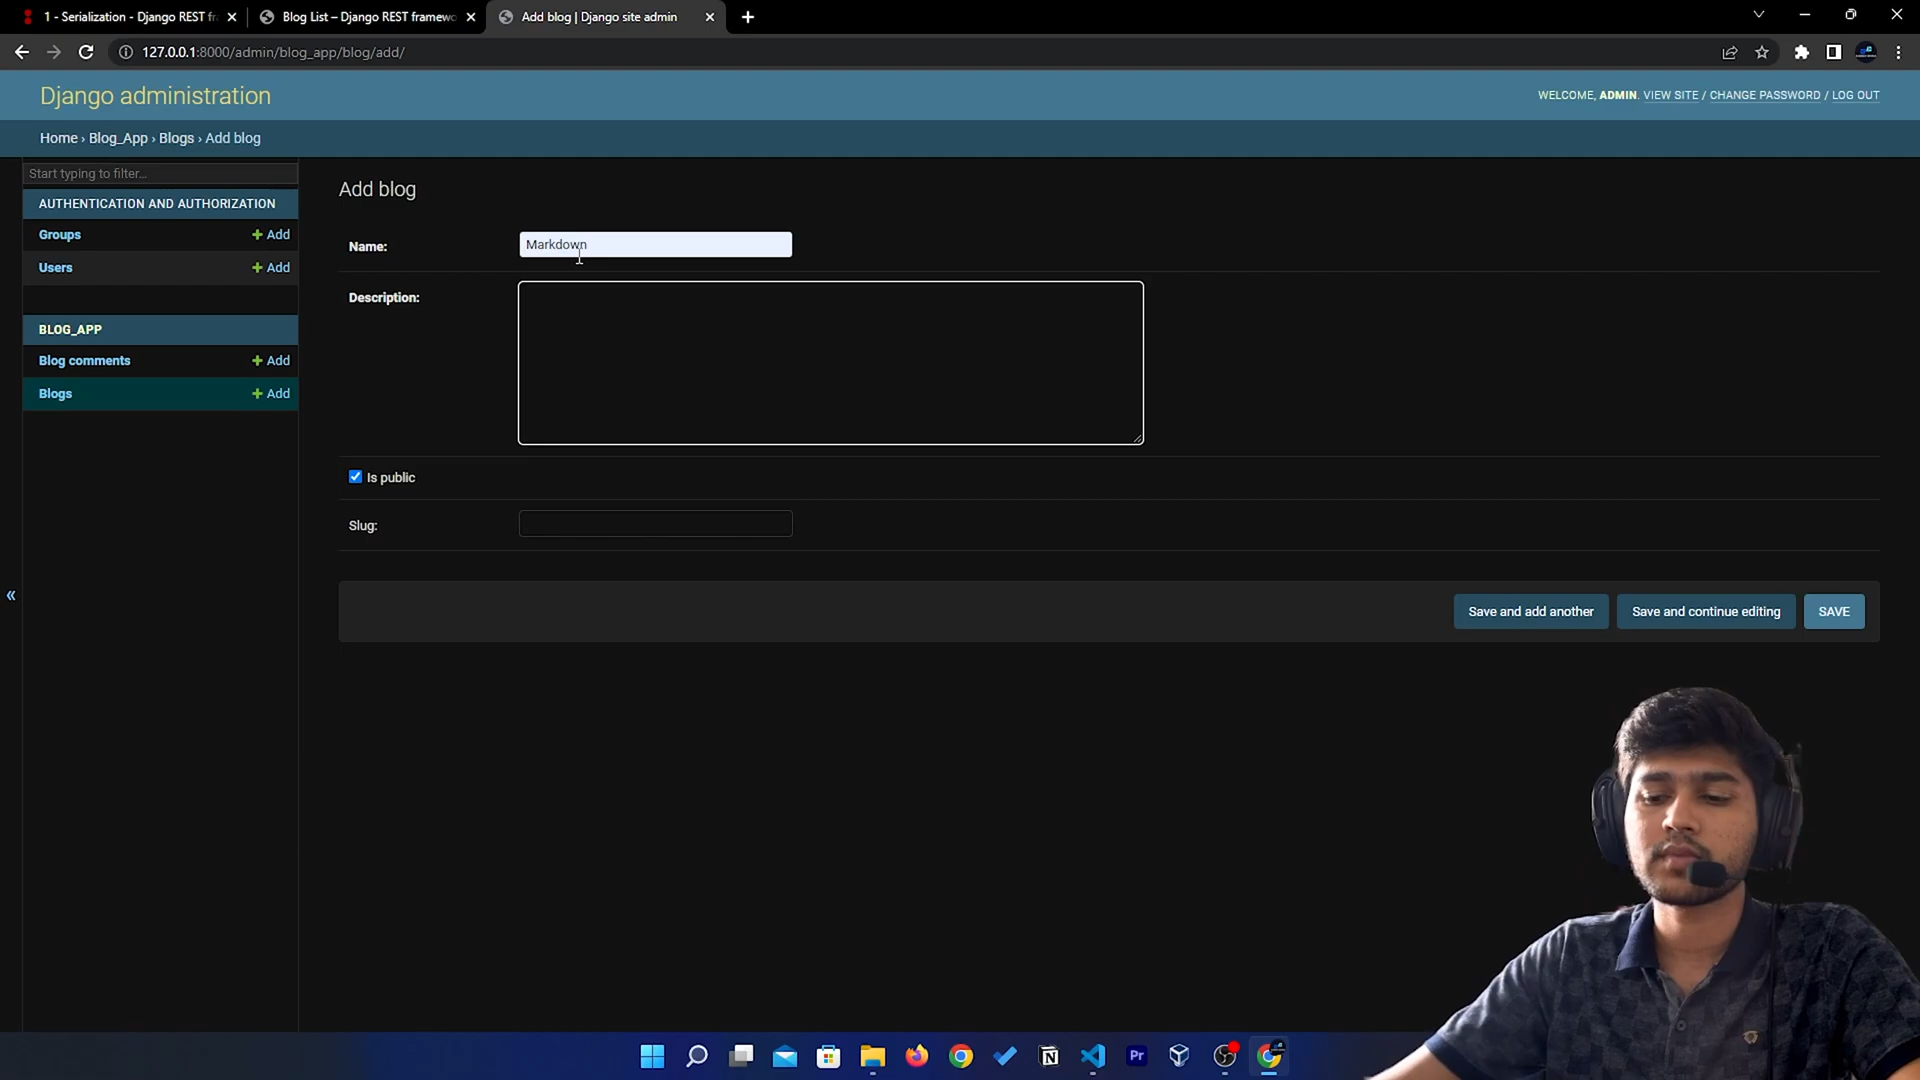 1 - Serialization - Django REST fr
Blog List – Django REST framewo
Add blog | Django site admin
127.0.0.1:8000/admin/blog_app/blog/add/
Django administration
WELCOME, ADMIN. VIEW SITE / CHANGE PASSWORD / LOG OUT
Home › Blog_App › Blogs › Add blog
Start typing to filter...
AUTHENTICATION AND AUTHORIZATION
Groups + Add
Users + Add
BLOG_APP
Blog comments + Add
Blogs + Add
«
Add blog
Name: Markdown
Description:
Is public
Slug:
Save and add another
Save and continue editing
SAVE
Pr